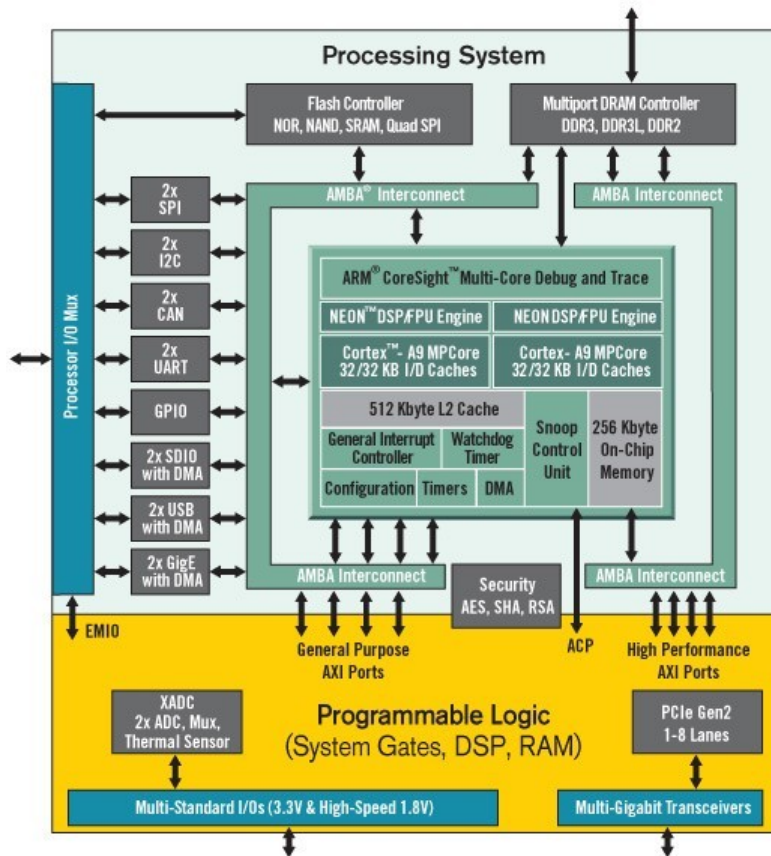 Processing System
Flash Controller
NOR, NAND, SRAM, Quad SPI
Multiport DRAM Controller
DDR3, DDR3L, DDR2
Processor I/O Mux
2x
SPI
2x
I2C
2x
CAN
2x
UART
GPIO
2x SDIO
with DMA
2x USB
with DMA
2x GigE
with DMA
AMBA® Interconnect
AMBA Interconnect
ARM® CoreSight™ Multi-Core Debug and Trace
NEON™ DSP/FPU Engine
NEON DSP/FPU Engine
Cortex™- A9 MPCore
32/32 KB I/D Caches
Cortex- A9 MPCore
32/32 KB I/D Caches
512 Kbyte L2 Cache
General Interrupt
Controller
Watchdog
Timer
Configuration
Timers
DMA
Snoop
Control
Unit
256 Kbyte
On-Chip
Memory
AMBA Interconnect
Security
AES, SHA, RSA
AMBA Interconnect
EMIO
General Purpose
AXI Ports
ACP
High Performance
AXI Ports
XADC
2x ADC, Mux,
Thermal Sensor
Programmable Logic
(System Gates, DSP, RAM)
PCIe Gen2
1-8 Lanes
Multi-Standard I/Os (3.3V & High-Speed 1.8V)
Multi-Gigabit Transceivers